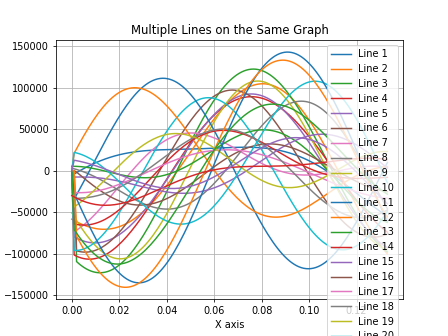 Multiple Lines on the Same Graph
150000
100000
50000
0
−50000
−100000
−150000
0.00
0.02
0.04
0.06
0.08
0.10
X axis
Line 1
Line 2
Line 3
Line 4
Line 5
Line 6
Line 7
Line 8
Line 9
Line 10
Line 11
Line 12
Line 13
Line 14
Line 15
Line 16
Line 17
Line 18
Line 19
Line 20